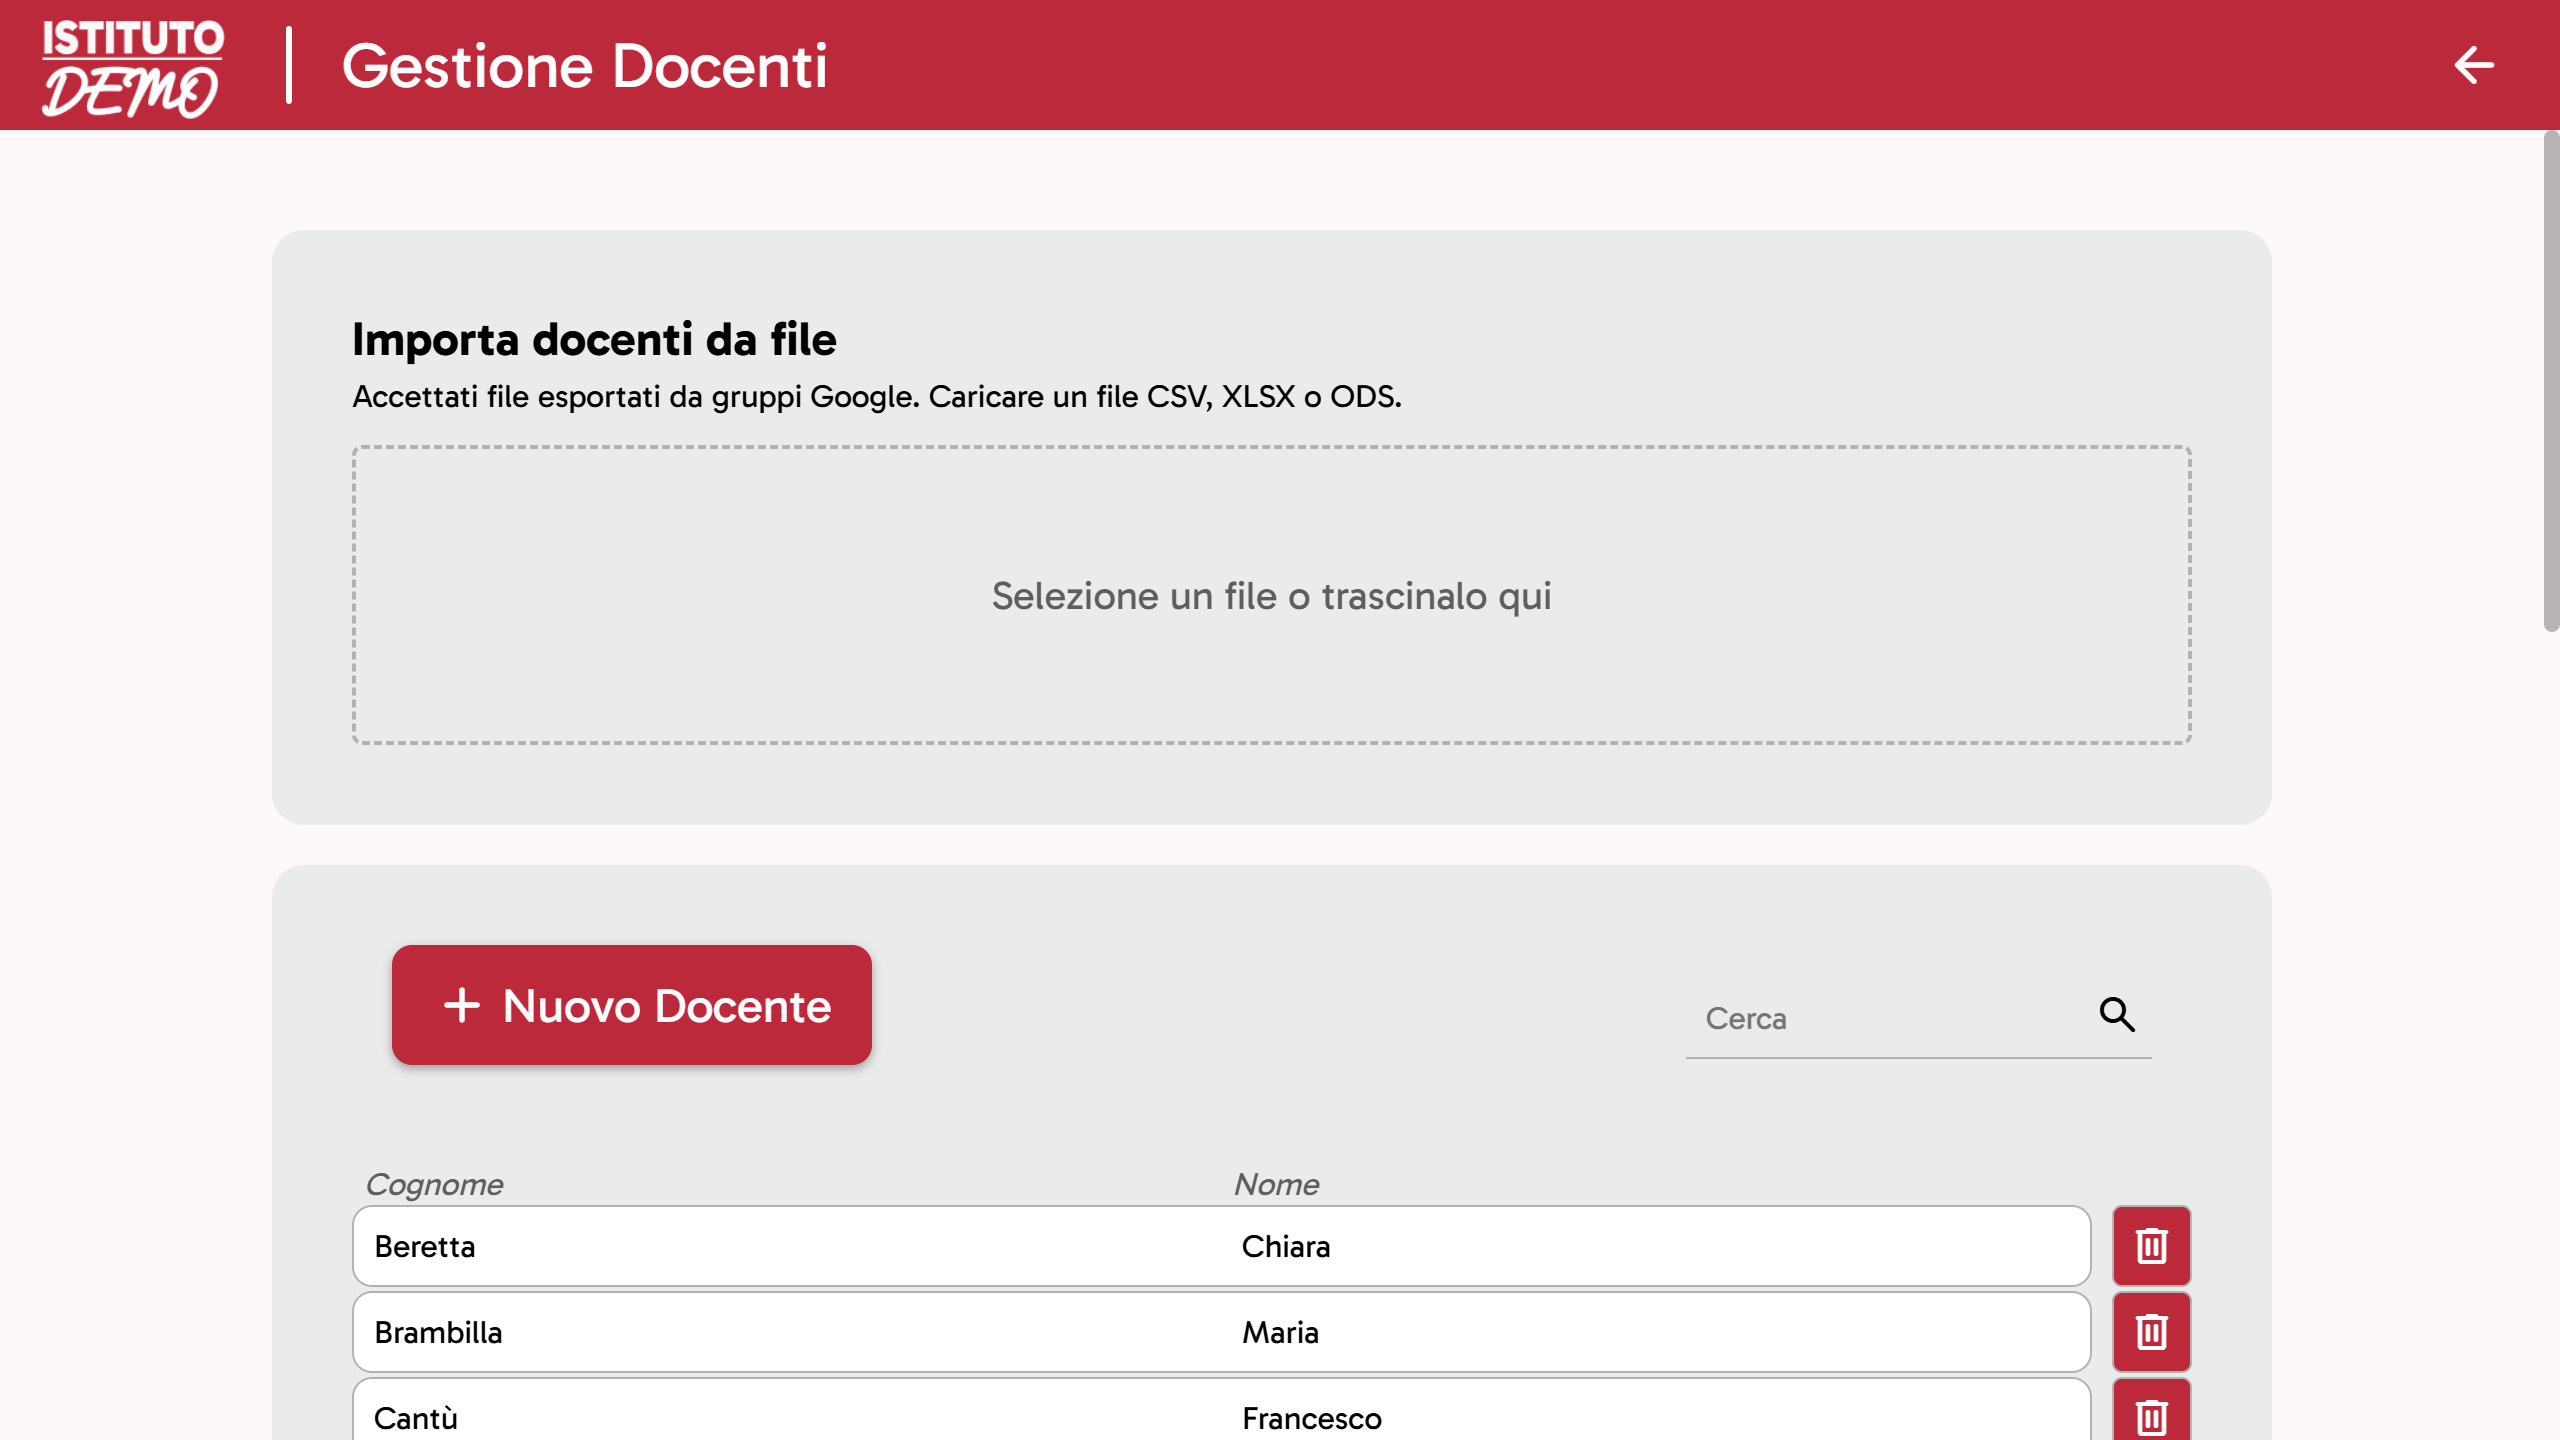 ISTITUTO
DEMO
Gestione Docenti
Importa docenti da file
Accettati file esportati da gruppi Google. Caricare un file CSV, XLSX o ODS.
Selezione un file o trascinalo qui
Nuovo Docente
Cerca
Cognome Nome
Beretta Chiara
Brambilla Maria
Cantù Francesco